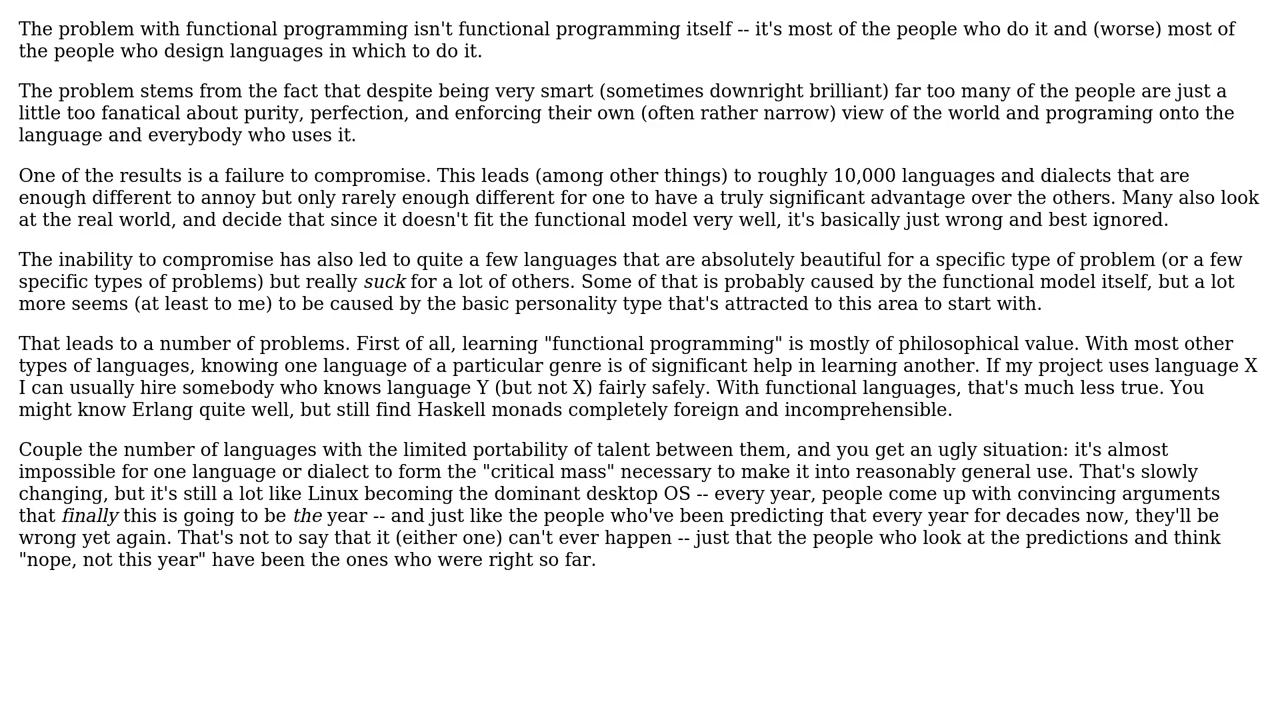 The problem with functional programming isn't functional programming itself -- it's most of the people who do it and (worse) most of
the people who design languages in which to do it.
The problem stems from the fact that despite being very smart (sometimes downright brilliant) far too many of the people are just a
little too fanatical about purity, perfection, and enforcing their own (often rather narrow) view of the world and programing onto the
language and everybody who uses it.
One of the results is a failure to compromise. This leads (among other things) to roughly 10,000 languages and dialects that are
enough different to annoy but only rarely enough different for one to have a truly significant advantage over the others. Many also look
at the real world, and decide that since it doesn't fit the functional model very well, it's basically just wrong and best ignored.
The inability to compromise has also led to quite a few languages that are absolutely beautiful for a specific type of problem (or a few
specific types of problems) but really suck for a lot of others. Some of that is probably caused by the functional model itself, but a lot
more seems (at least to me) to be caused by the basic personality type that's attracted to this area to start with.
That leads to a number of problems. First of all, learning "functional programming" is mostly of philosophical value. With most other
types of languages, knowing one language of a particular genre is of significant help in learning another. If my project uses language X
I can usually hire somebody who knows language Y (but not X) fairly safely. With functional languages, that's much less true. You
might know Erlang quite well, but still find Haskell monads completely foreign and incomprehensible.
Couple the number of languages with the limited portability of talent between them, and you get an ugly situation: it's almost
impossible for one language or dialect to form the "critical mass" necessary to make it into reasonably general use. That's slowly
changing, but it's still a lot like Linux becoming the dominant desktop OS -- every year, people come up with convincing arguments
that finally this is going to be the year -- and just like the people who've been predicting that every year for decades now, they'll be
wrong yet again. That's not to say that it (either one) can't ever happen -- just that the people who look at the predictions and think
"nope, not this year" have been the ones who were right so far.